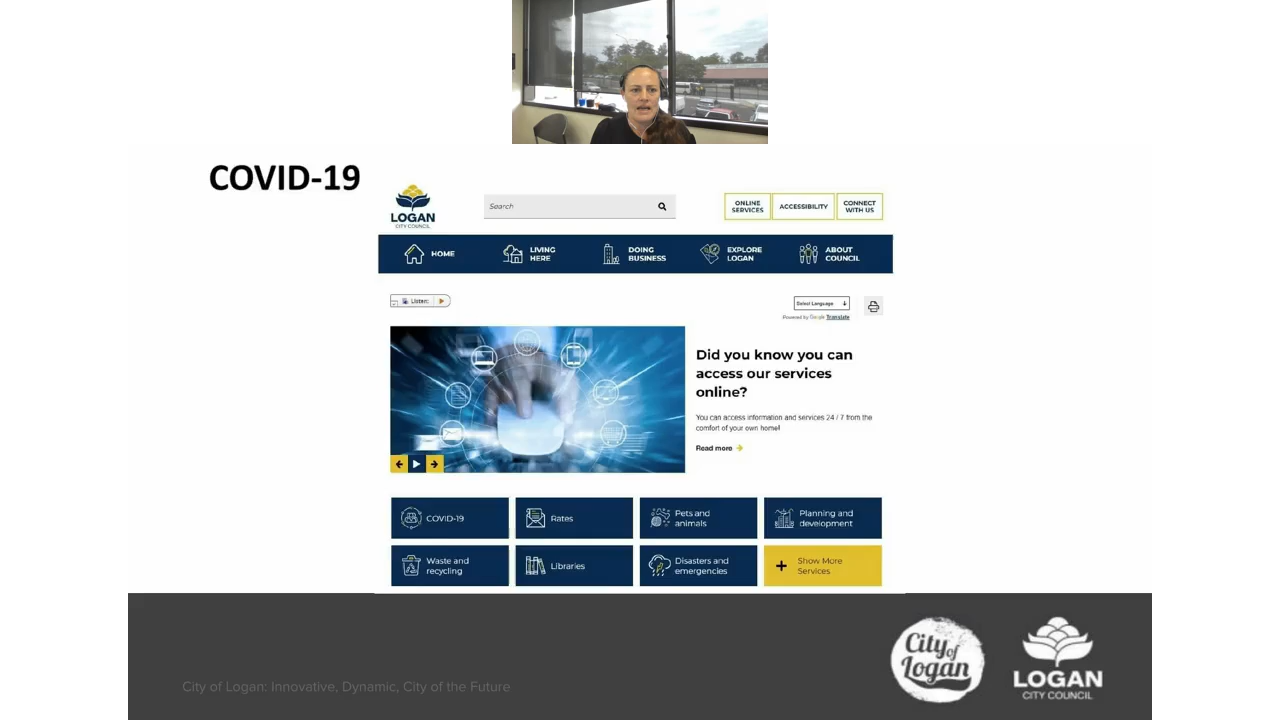 COVID-19
LOGAN
CITY COUNCIL
Search
ONLINE
SERVICES
ACCESSIBILITY
CONNECT
WITH US
HOME
LIVING
HERE
DOING
BUSINESS
EXPLORE
LOGAN
ABOUT
COUNCIL
Listen:
Select Language
Powered by Google Translate
Did you know you can
access our services
online?
You can access information and services 24 / 7 from the
comfort of your own home!
Read more
COVID-19
Rates
Pets and
animals
Planning and
development
Waste and
recycling
Libraries
Disasters and
emergencies
Show More
Services
City of Logan: Innovative, Dynamic, City of the Future
City of
Logan
LOGAN
CITY COUNCIL